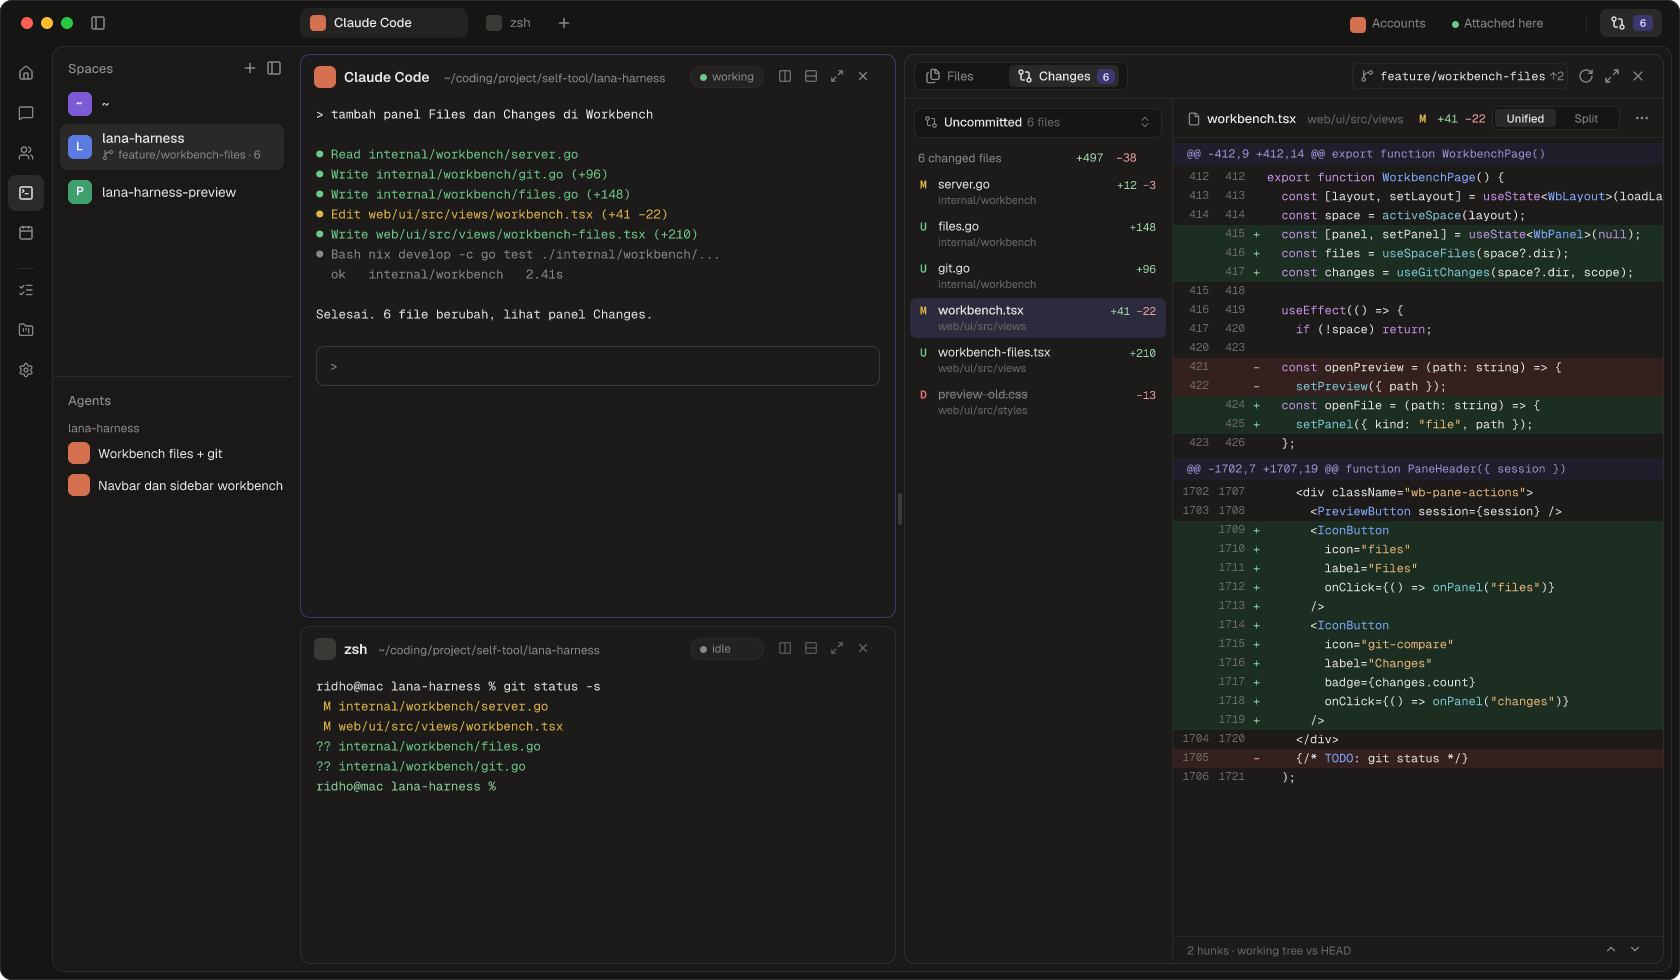 Claude Code
zsh
Accounts
Attached here
6
Spaces
~ ~
L lana-harness
feature/workbench-files · 6
P lana-harness-preview
Agents
lana-harness
Workbench files + git
Navbar dan sidebar workbench
Claude Code ~/coding/project/self-tool/lana-harness working
> tambah panel Files dan Changes di Workbench
Read internal/workbench/server.go
Write internal/workbench/git.go (+96)
Write internal/workbench/files.go (+148)
Edit web/ui/src/views/workbench.tsx (+41 −22)
Write web/ui/src/views/workbench-files.tsx (+210)
Bash nix develop -c go test ./internal/workbench/...
ok internal/workbench 2.41s
Selesai. 6 file berubah, lihat panel Changes.
>
zsh ~/coding/project/self-tool/lana-harness idle
ridho@mac lana-harness % git status -s
M internal/workbench/server.go
M web/ui/src/views/workbench.tsx
?? internal/workbench/files.go
?? internal/workbench/git.go
ridho@mac lana-harness %
Files
Changes 6
feature/workbench-files ↑2
Uncommitted 6 files
6 changed files +497 −38
M server.go +12 −3
internal/workbench
U files.go +148
internal/workbench
U git.go +96
internal/workbench
M workbench.tsx +41 −22
web/ui/src/views
U workbench-files.tsx +210
web/ui/src/views
D preview-old.css −13
web/ui/src/styles
workbench.tsx web/ui/src/views M +41 −22 Unified Split
@@ -412,9 +412,14 @@ export function WorkbenchPage()
412 412 export function WorkbenchPage() {
413 413 const [layout, setLayout] = useState<WbLayout>(loadLa
414 414 const space = activeSpace(layout);
415 + const [panel, setPanel] = useState<WbPanel>(null);
416 + const files = useSpaceFiles(space?.dir);
417 + const changes = useGitChanges(space?.dir, scope);
415 418
416 419 useEffect(() => {
417 420 if (!space) return;
420 423
421 − const openPreview = (path: string) => {
422 − setPreview({ path });
424 + const openFile = (path: string) => {
425 + setPanel({ kind: "file", path });
423 426 };
@@ -1702,7 +1707,19 @@ function PaneHeader({ session })
1702 1707 <div className="wb-pane-actions">
1703 1708 <PreviewButton session={session} />
1709 + <IconButton
1710 + icon="files"
1711 + label="Files"
1712 + onClick={() => onPanel("files")}
1713 + />
1714 + <IconButton
1715 + icon="git-compare"
1716 + label="Changes"
1717 + badge={changes.count}
1718 + onClick={() => onPanel("changes")}
1719 + />
1704 1720 </div>
1705 − {/* TODO: git status */}
1706 1721 );
2 hunks · working tree vs HEAD